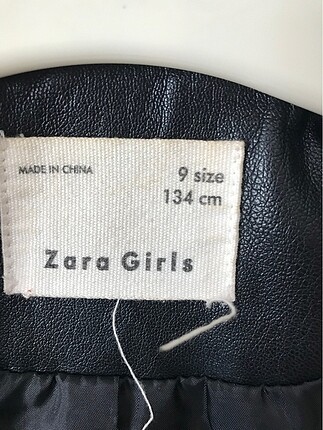 MADE IN CHINA
9 size
134 cm
Zara Girls